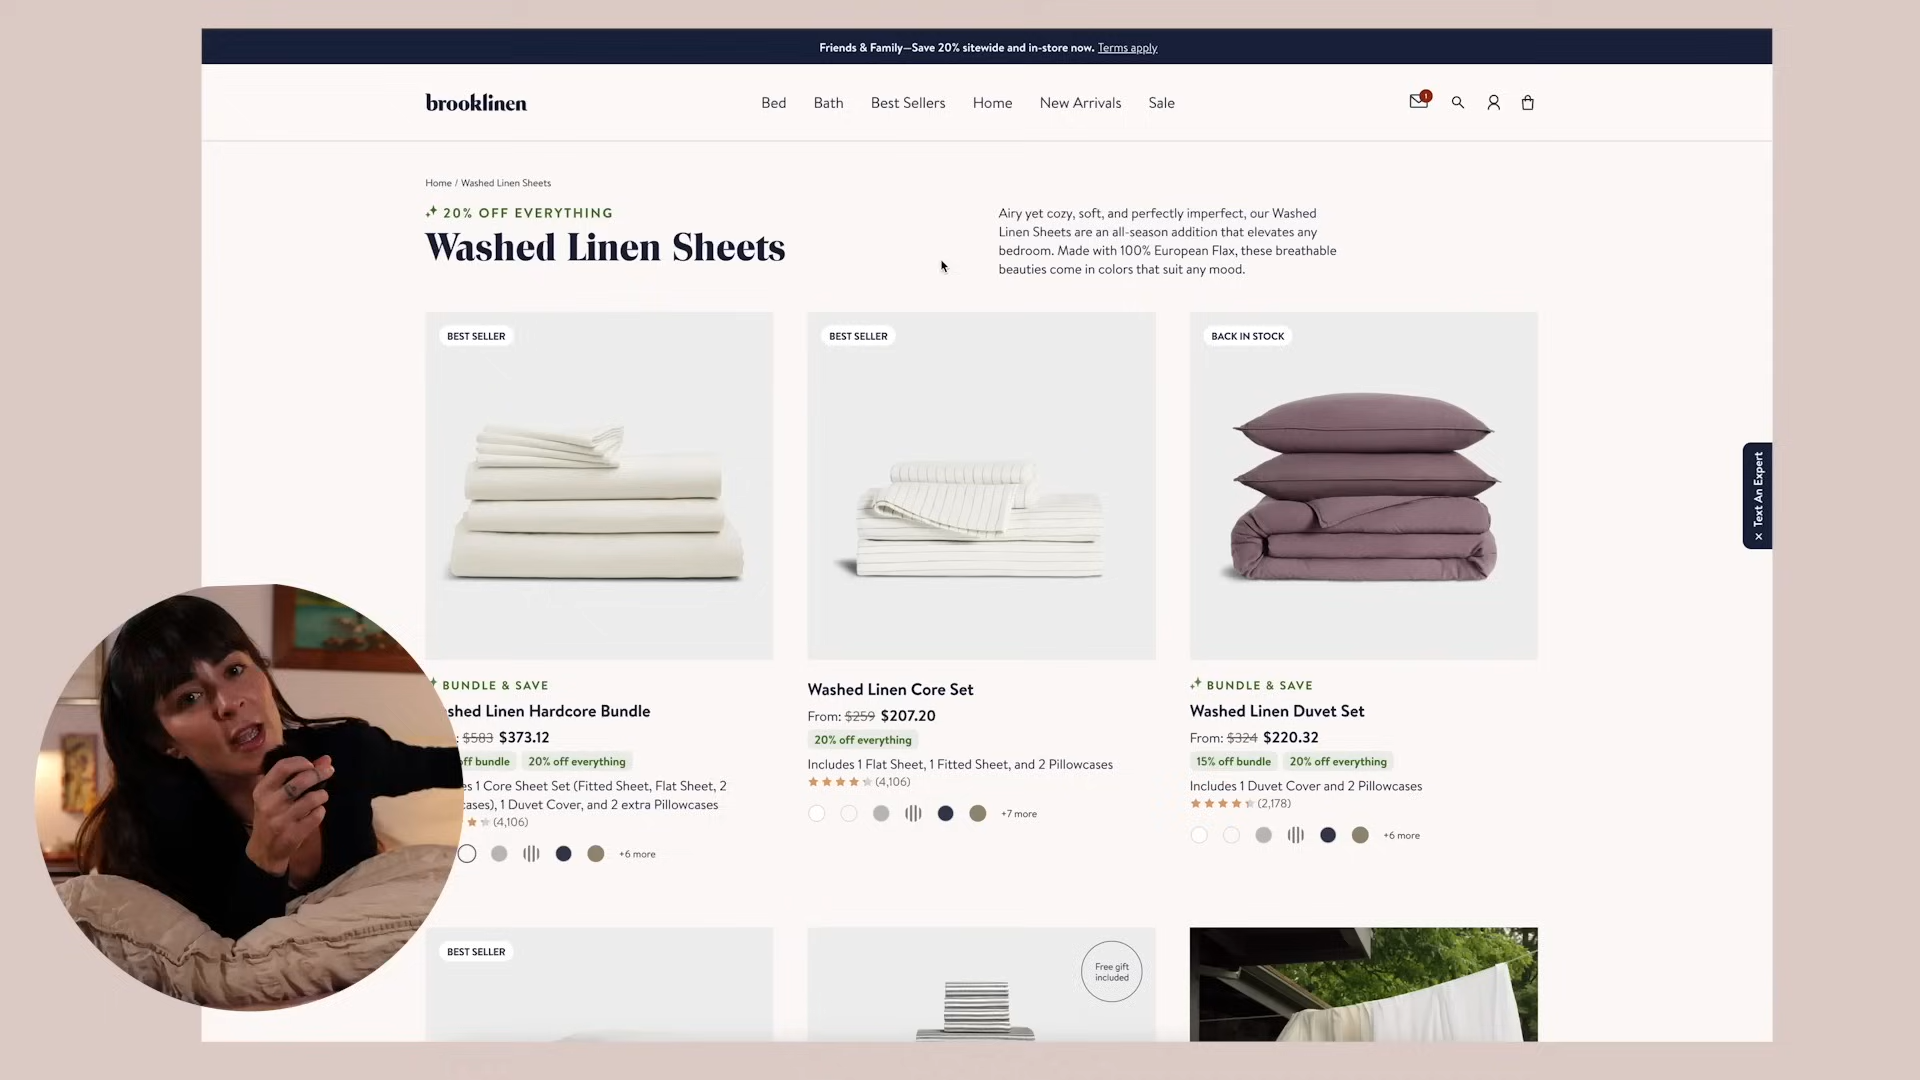 Friends & Family—Save 20% sitewide and in-store now. Terms apply
brooklinen
Bed
Bath
Best Sellers
Home
New Arrivals
Sale
1
Home / Washed Linen Sheets
20% OFF EVERYTHING
Washed Linen Sheets
Airy yet cozy, soft, and perfectly imperfect, our Washed
Linen Sheets are an all-season addition that elevates any
bedroom. Made with 100% European Flax, these breathable
beauties come in colors that suit any mood.
Text An Expert
BEST SELLER
BUNDLE & SAVE
shed Linen Hardcore Bundle
: $583 $373.12
off bundle
20% off everything
es 1 Core Sheet Set (Fitted Sheet, Flat Sheet, 2
cases), 1 Duvet Cover, and 2 extra Pillowcases
(4,106)
+6 more
BEST SELLER
Washed Linen Core Set
From: $259 $207.20
20% off everything
Includes 1 Flat Sheet, 1 Fitted Sheet, and 2 Pillowcases
(4,106)
+7 more
BACK IN STOCK
BUNDLE & SAVE
Washed Linen Duvet Set
From: $324 $220.32
15% off bundle
20% off everything
Includes 1 Duvet Cover and 2 Pillowcases
(2,178)
+6 more
BEST SELLER
Free gift
included